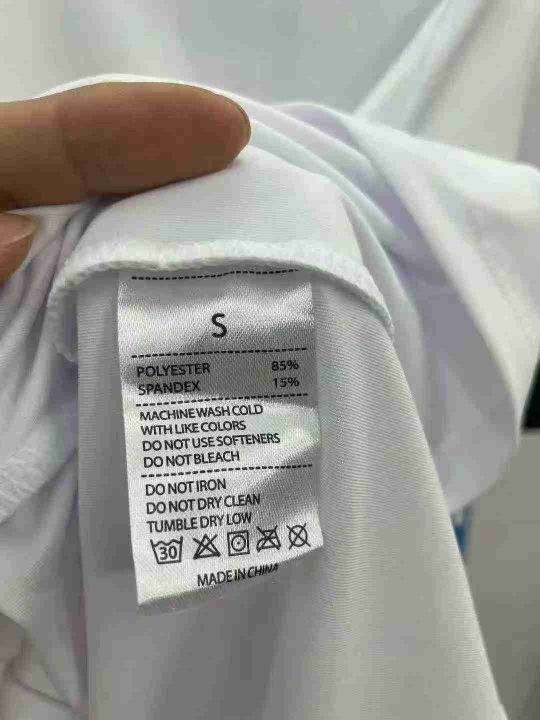 S
POLYESTER 85%
SPANDEX 15%
MACHINE WASH COLD
WITH LIKE COLORS
DO NOT USE SOFTENERS
DO NOT BLEACH
DO NOT IRON
DO NOT DRY CLEAN
TUMBLE DRY LOW
30
MADE IN CHINA